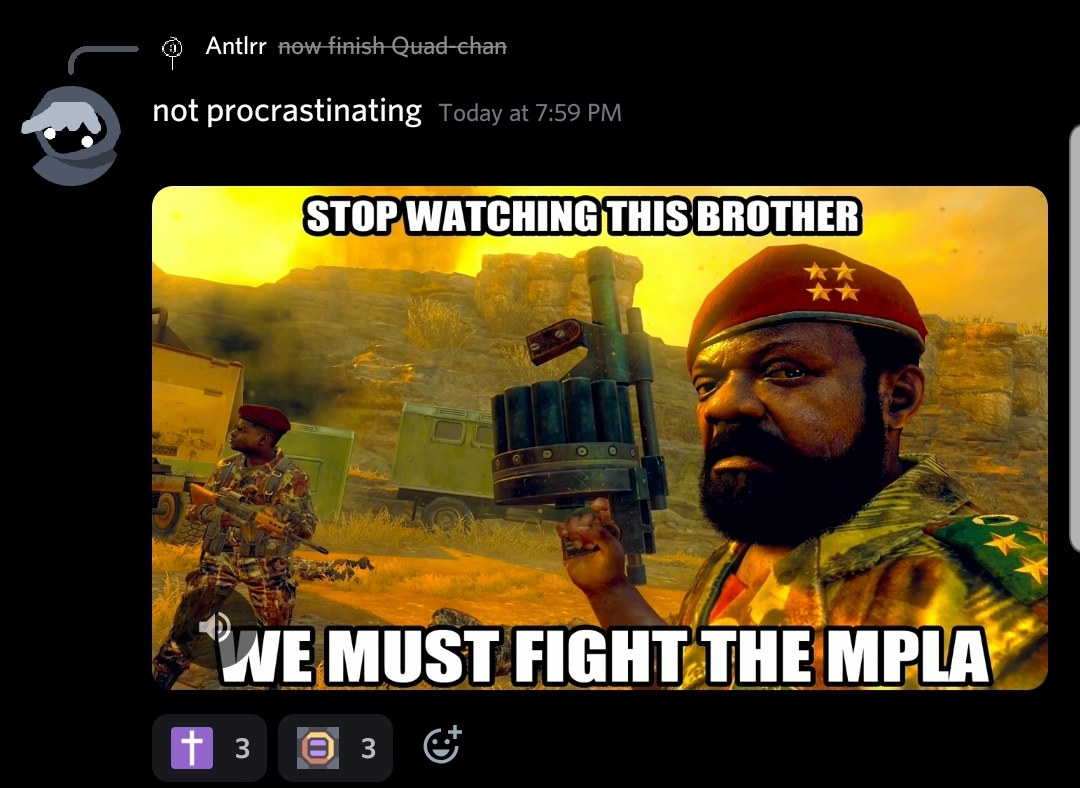 Antlrr now finish Quad-chan
not procrastinating Today at 7:59 PM
STOP WATCHING THIS BROTHER
WE MUST FIGHT THE MPLA
3 3